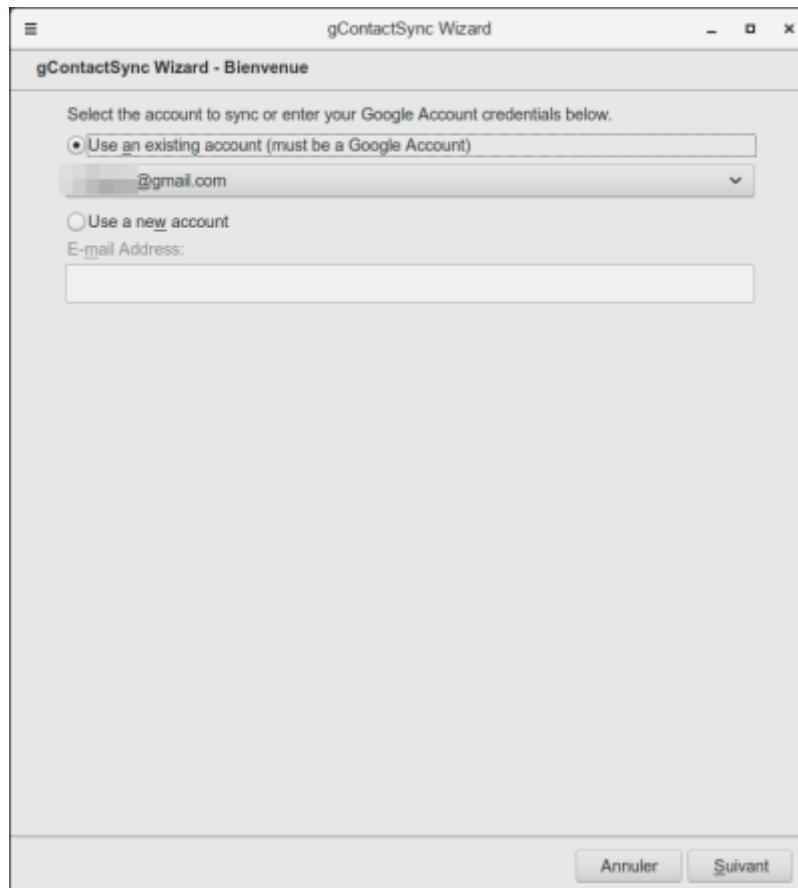 gContactSync Wizard
gContactSync Wizard - Bienvenue
Select the account to sync or enter your Google Account credentials below.
Use an existing account (must be a Google Account)
@gmail.com
Use a new account
E-mail Address:
Annuler
Suivant